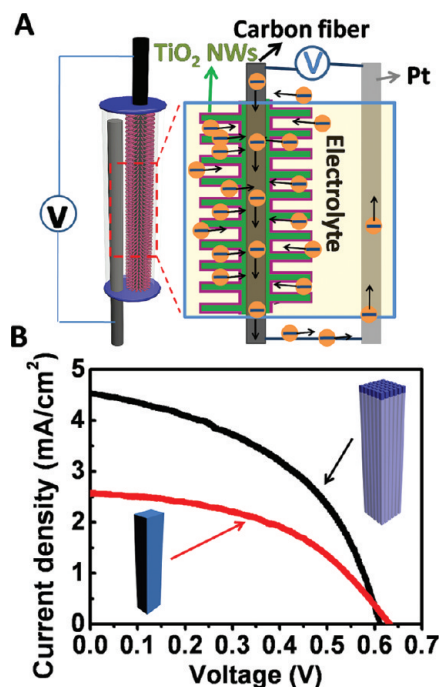 A
Carbon fiber
TiO₂ NWs
V
Pt
V
Electrolyte
B
Current density (mA/cm²)
5
4
3
2
1
0
0.0 0.1 0.2 0.3 0.4 0.5 0.6 0.7
Voltage (V)